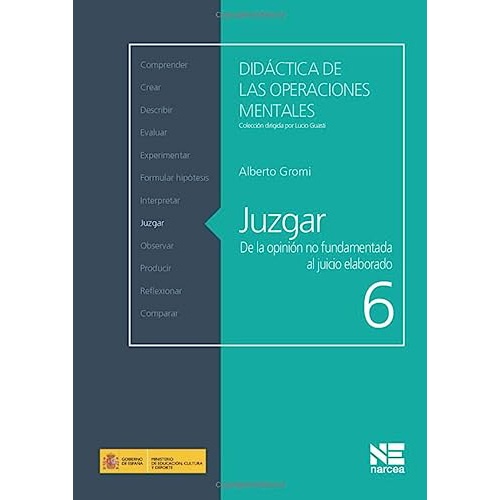 Comprender
Crear
Describir
Evaluar
Experimentar
Formular hipótesis
Interpretar
Juzgar
Observar
Producir
Reflexionar
Comparar
DIDÁCTICA DE
LAS OPERACIONES
MENTALES
Colección dirigida por Lucio Guasti
Alberto Gromi
Juzgar
De la opinión no fundamentada
al juicio elaborado
6
GOBIERNO
DE ESPAÑA
MINISTERIO
DE EDUCACIÓN, CULTURA
Y DEPORTE
NE
narcea